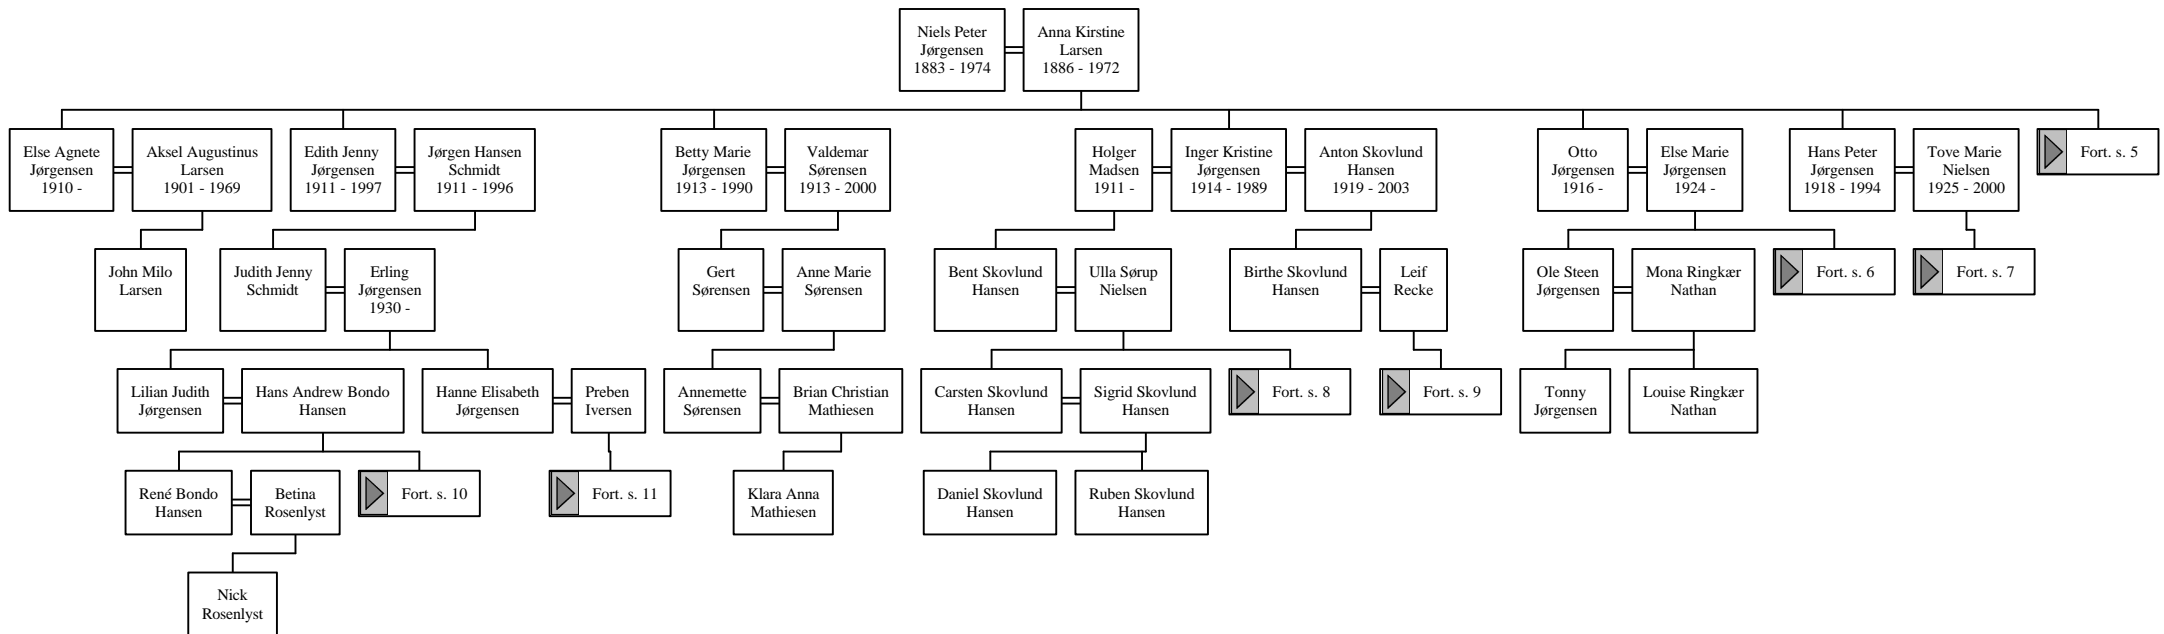 Niels Peter
Jørgensen
1883 - 1974
Anna Kirstine
Larsen
1886 - 1972
Else Agnete
Jørgensen
1910 -
Aksel Augustinus
Larsen
1901 - 1969
Edith Jenny
Jørgensen
1911 - 1997
Jørgen Hansen
Schmidt
1911 - 1996
Betty Marie
Jørgensen
1913 - 1990
Valdemar
Sørensen
1913 - 2000
Holger
Madsen
1911 -
Inger Kristine
Jørgensen
1914 - 1989
Anton Skovlund
Hansen
1919 - 2003
Otto
Jørgensen
1916 -
Else Marie
Jørgensen
1924 -
Hans Peter
Jørgensen
1918 - 1994
Tove Marie
Nielsen
1925 - 2000
Fort. s. 5
John Milo
Larsen
Judith Jenny
Schmidt
Erling
Jørgensen
1930 -
Gert
Sørensen
Anne Marie
Sørensen
Bent Skovlund
Hansen
Ulla Sørup
Nielsen
Birthe Skovlund
Hansen
Leif
Recke
Ole Steen
Jørgensen
Mona Ringkær
Nathan
Fort. s. 6
Fort. s. 7
Lilian Judith
Jørgensen
Hans Andrew Bondo
Hansen
Hanne Elisabeth
Jørgensen
Preben
Iversen
Annemette
Sørensen
Brian Christian
Mathiesen
Carsten Skovlund
Hansen
Sigrid Skovlund
Hansen
Fort. s. 8
Fort. s. 9
Tonny
Jørgensen
Louise Ringkær
Nathan
René Bondo
Hansen
Betina
Rosenlyst
Fort. s. 10
Fort. s. 11
Klara Anna
Mathiesen
Daniel Skovlund
Hansen
Ruben Skovlund
Hansen
Nick
Rosenlyst